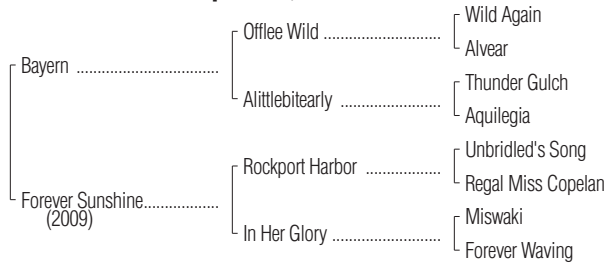 Wild Again
Offlee Wild ........................
Alvear
Bayern .............................
Thunder Gulch
Alittlebitearly .....................
Aquilegia
Unbridled's Song
Rockport Harbor ...............
Regal Miss Copelan
Forever Sunshine...............
(2009)
Miswaki
In Her Glory ......................
Forever Waving